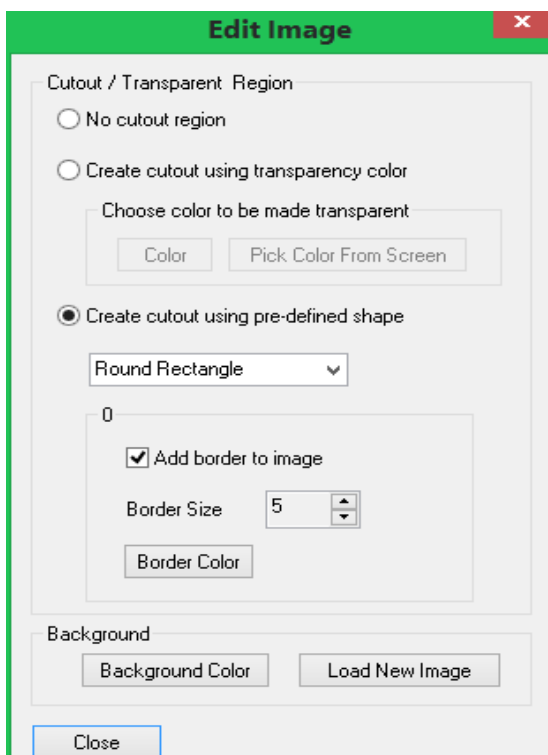 Edit Image
Cutout / Transparent Region
No cutout region
Create cutout using transparency color
Choose color to be made transparent
Color Pick Color From Screen
Create cutout using pre-defined shape
Round Rectangle
0
Add border to image
Border Size 5
Border Color
Background
Background Color Load New Image
Close